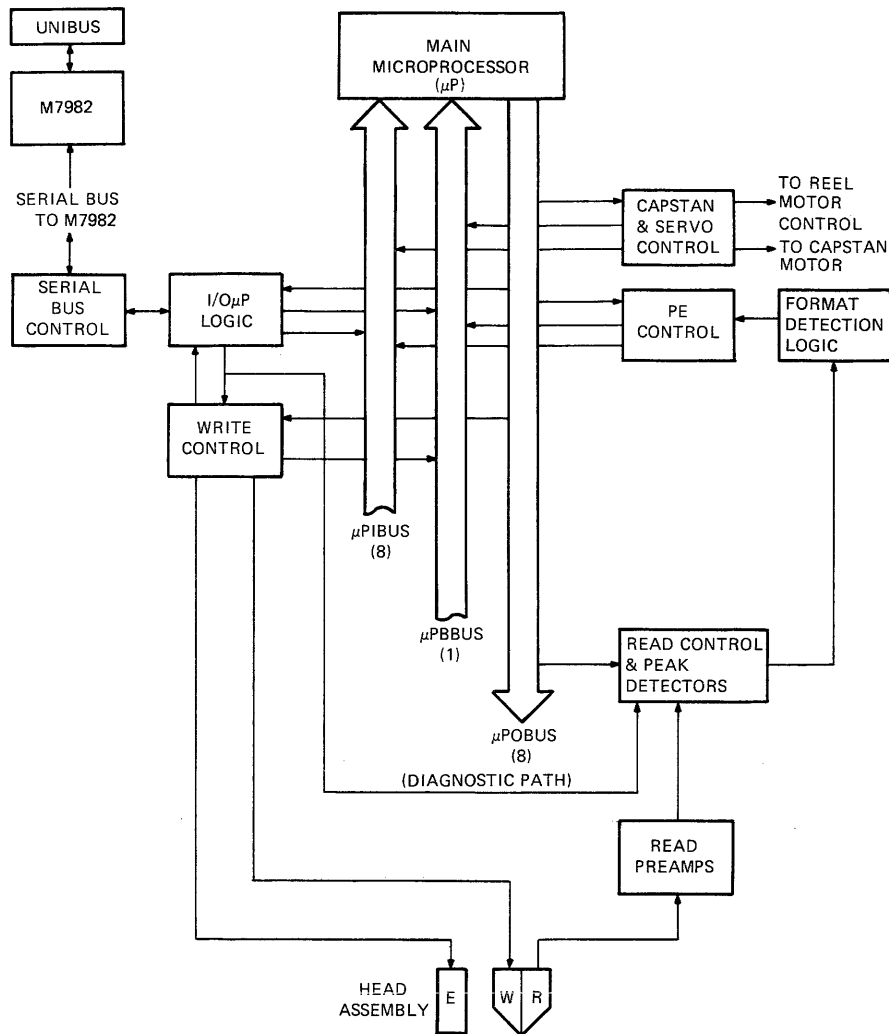 UNIBUS
M7982
SERIAL BUS
TO M7982
SERIAL
BUS
CONTROL
I/OμP
LOGIC
WRITE
CONTROL
MAIN
MICROPROCESSOR
(μP)
CAPSTAN
& SERVO
CONTROL
TO REEL
MOTOR
CONTROL
TO CAPSTAN
MOTOR
PE
CONTROL
FORMAT
DETECTION
LOGIC
μPIBUS
(8)
μPBBUS
(1)
μPOBUS
(8)
READ CONTROL
& PEAK
DETECTORS
(DIAGNOSTIC PATH)
READ
PREAMPS
HEAD
ASSEMBLY
E
W
R